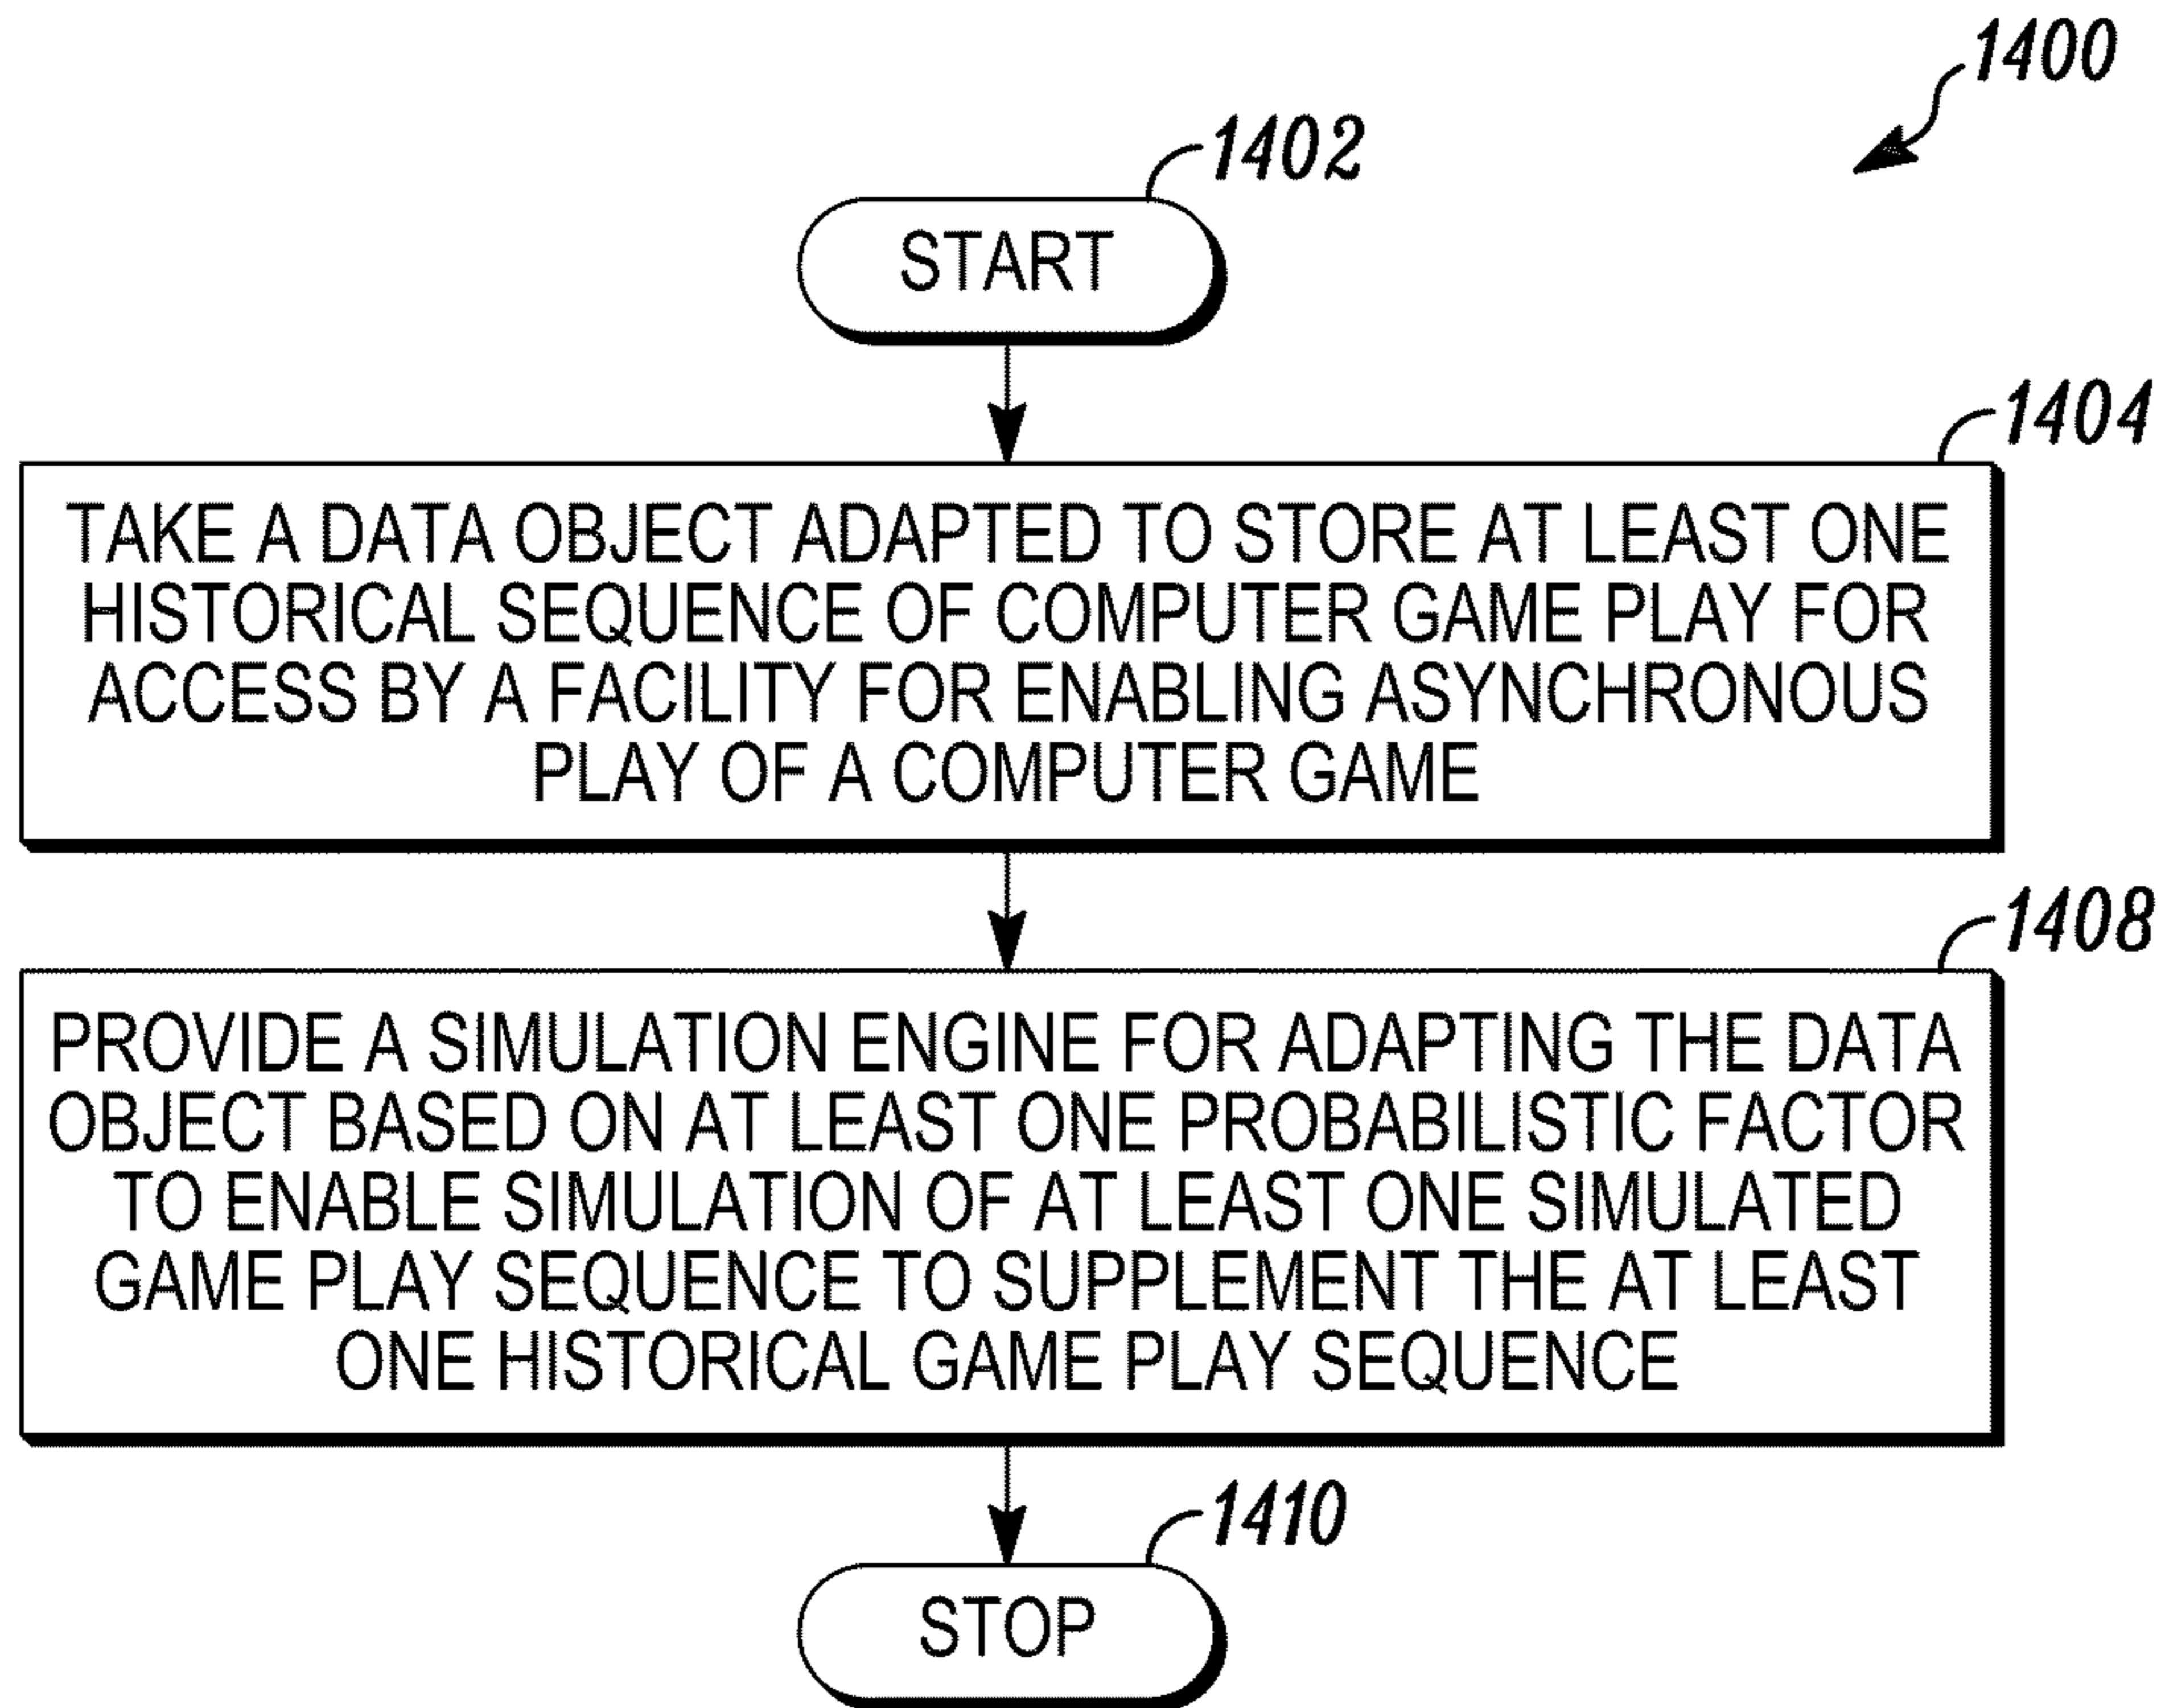 1400
1402
START
1404
TAKE A DATA OBJECT ADAPTED TO STORE AT LEAST ONE
HISTORICAL SEQUENCE OF COMPUTER GAME PLAY FOR
ACCESS BY A FACILITY FOR ENABLING ASYNCHRONOUS
PLAY OF A COMPUTER GAME
1408
PROVIDE A SIMULATION ENGINE FOR ADAPTING THE DATA
OBJECT BASED ON AT LEAST ONE PROBABILISTIC FACTOR
TO ENABLE SIMULATION OF AT LEAST ONE SIMULATED
GAME PLAY SEQUENCE TO SUPPLEMENT THE AT LEAST
ONE HISTORICAL GAME PLAY SEQUENCE
1410
STOP